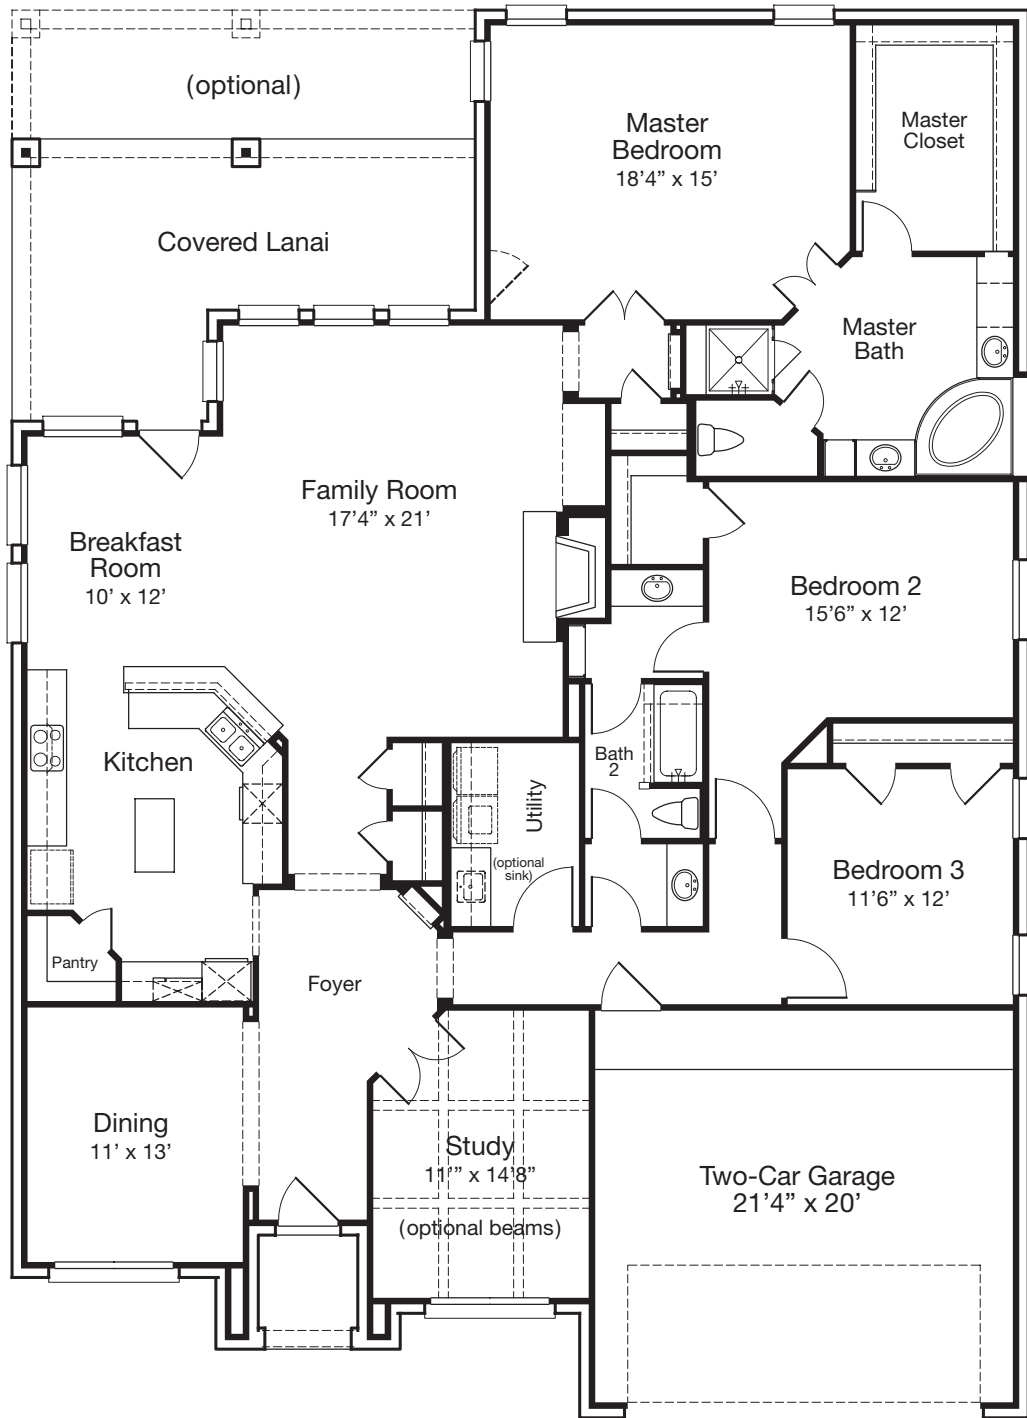 (optional)
Master
Bedroom
18'4” x 15’
Master
Closet
Covered Lanai
Master
Bath
Family Room
17'4” x 21’
Breakfast
Room
10’ x 12’
Bedroom 2
15'6” x 12’
Kitchen
Bath
2
Utility
(optional
sink)
Bedroom 3
11'6” x 12’
Pantry
Foyer
Dining
11’ x 13’
Study
11'” x 14'8”
(optional beams)
Two-Car Garage
21'4” x 20’